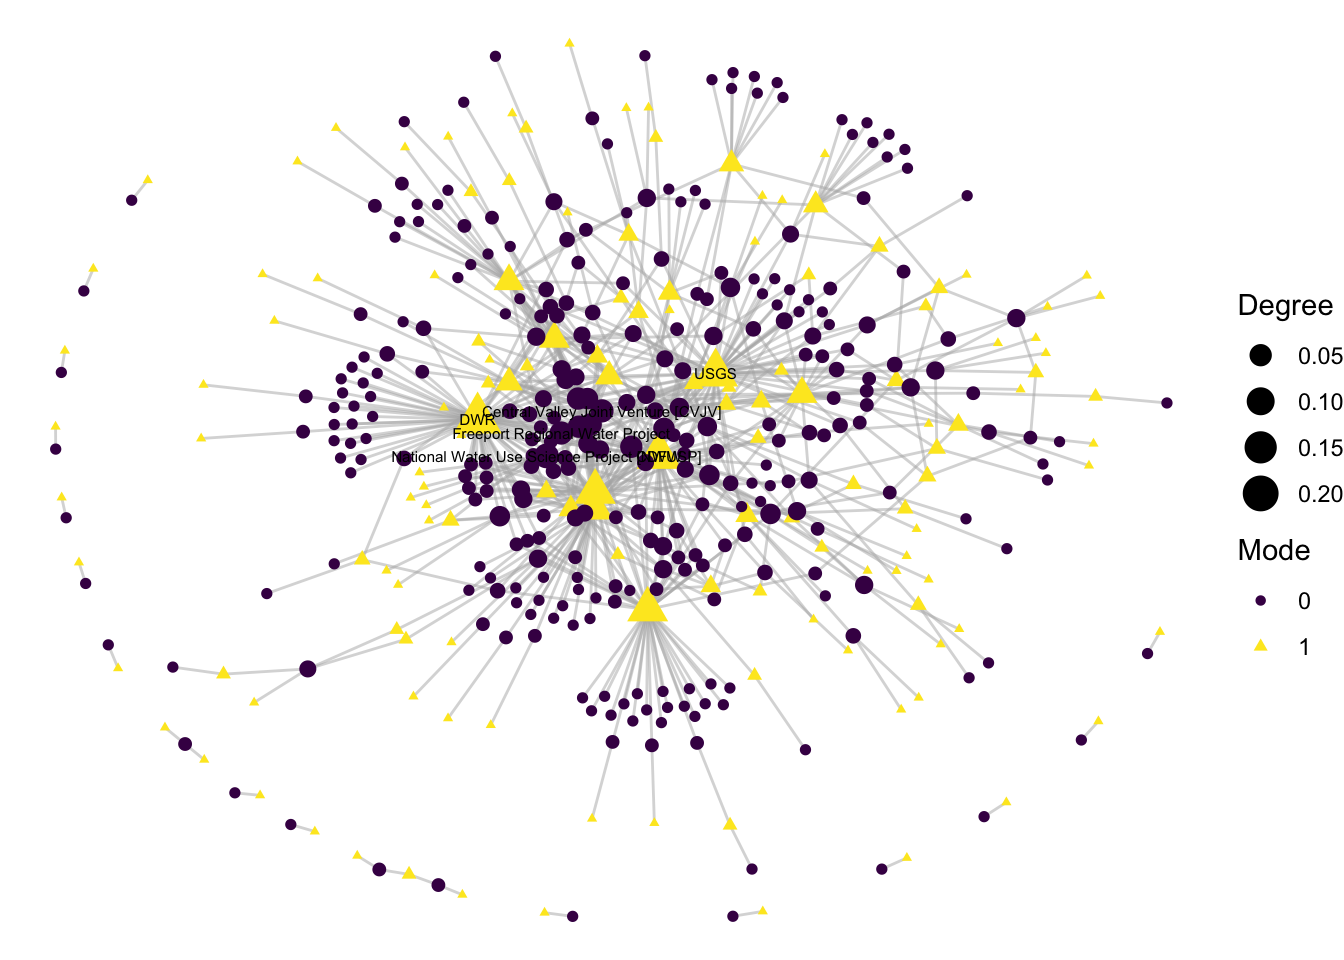 USGS
Central Valley Joint Venture [CVJV]
DWR
Freeport Regional Water Project
National Water Use Science Project
Degree
0.05
0.10
0.15
0.20
Mode
0
1